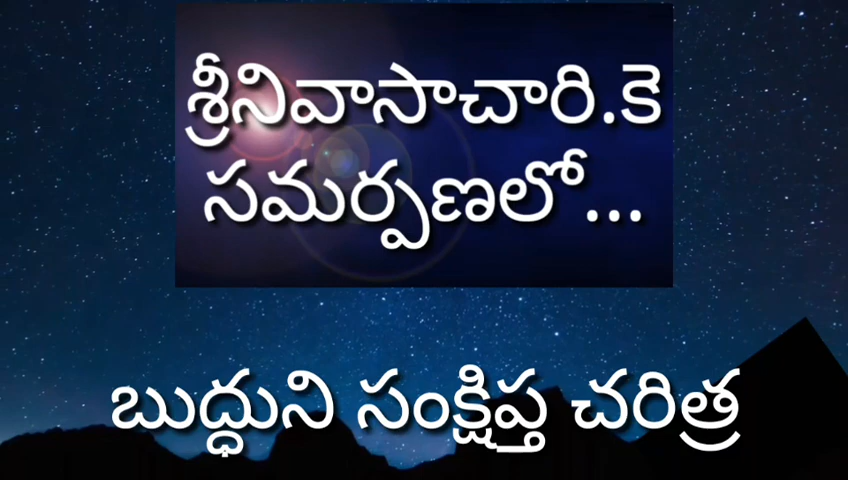 శ్రీనివాసాచారి.కె
సమర్పణలో...
బుద్ధుని సంక్షిప్త చరిత్ర